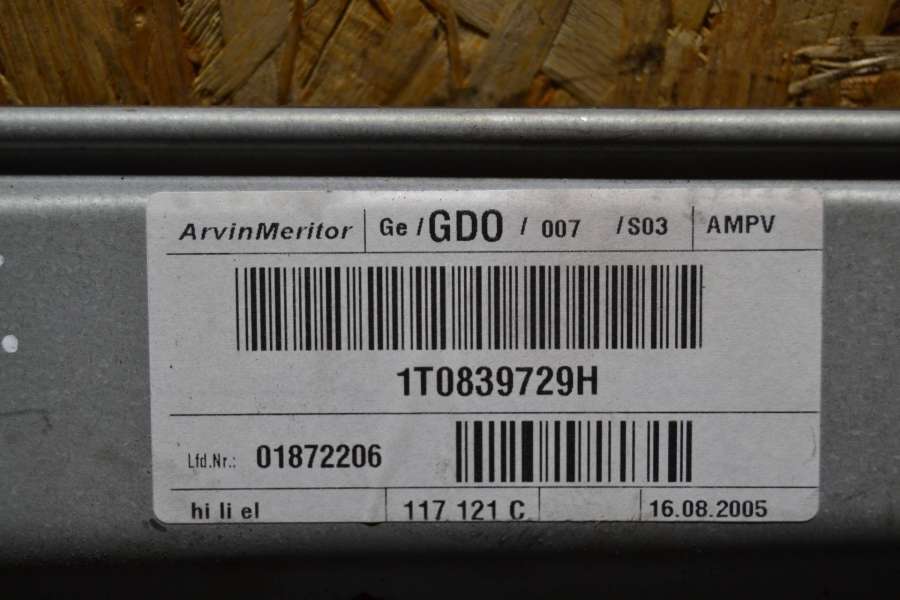 ArvinMeritor Ge / GDO / 007 / S03 AMPV
1T0839729H
Lfd.Nr.: 01872206
hi li el 117 121 C 16.08.2005